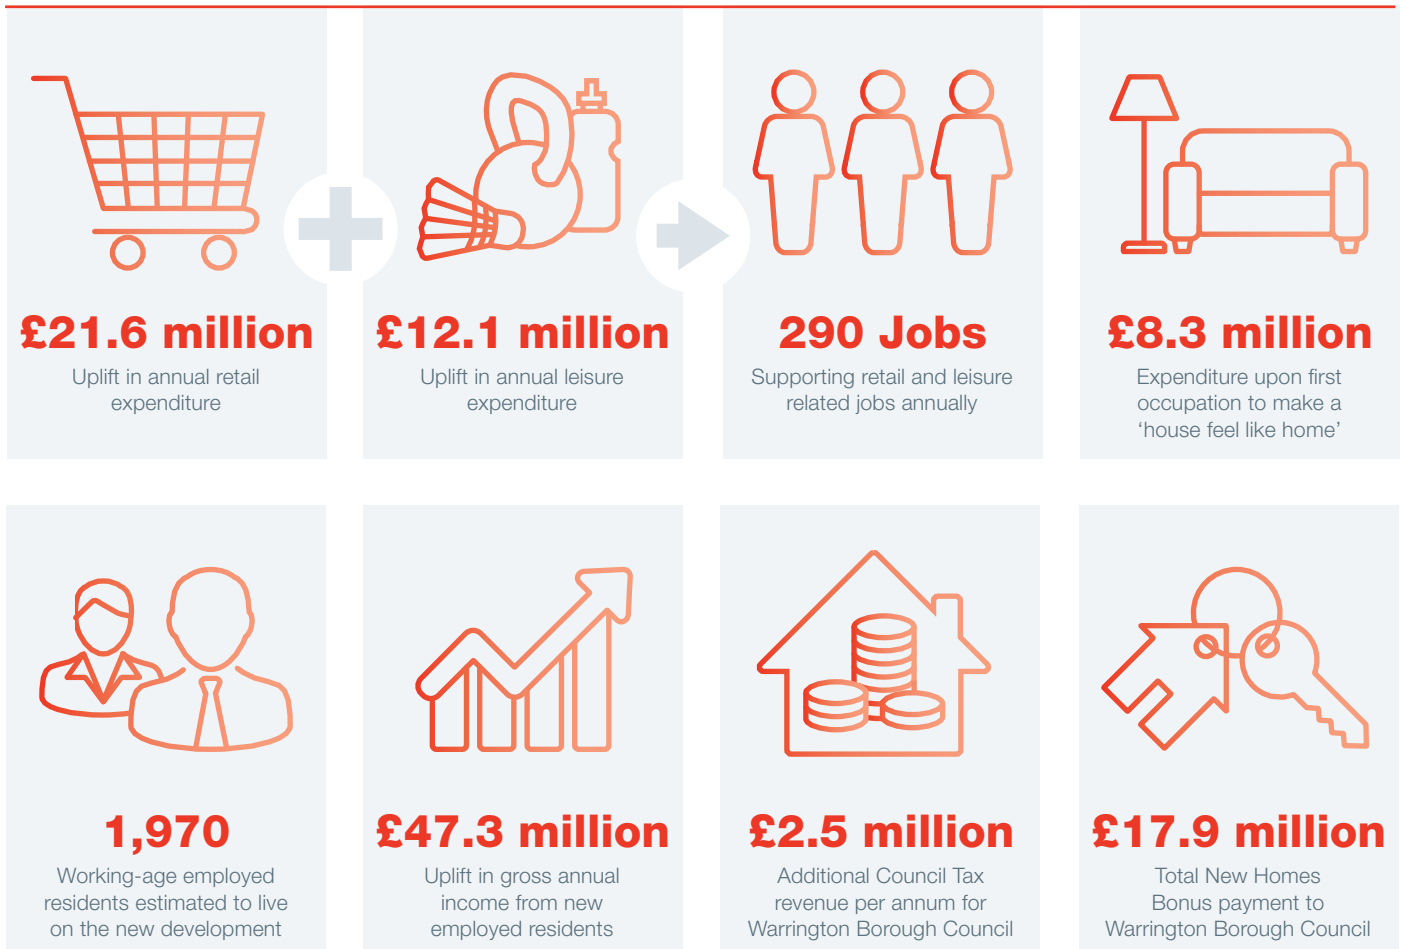 £21.6 million
Uplift in annual retail
expenditure
£12.1 million
Uplift in annual leisure
expenditure
290 Jobs
Supporting retail and leisure
related jobs annually
£8.3 million
Expenditure upon first
occupation to make a
‘house feel like home’
1,970
Working-age employed
residents estimated to live
on the new development
£47.3 million
Uplift in gross annual
income from new
employed residents
£2.5 million
Additional Council Tax
revenue per annum for
Warrington Borough Council
£17.9 million
Total New Homes
Bonus payment to
Warrington Borough Council